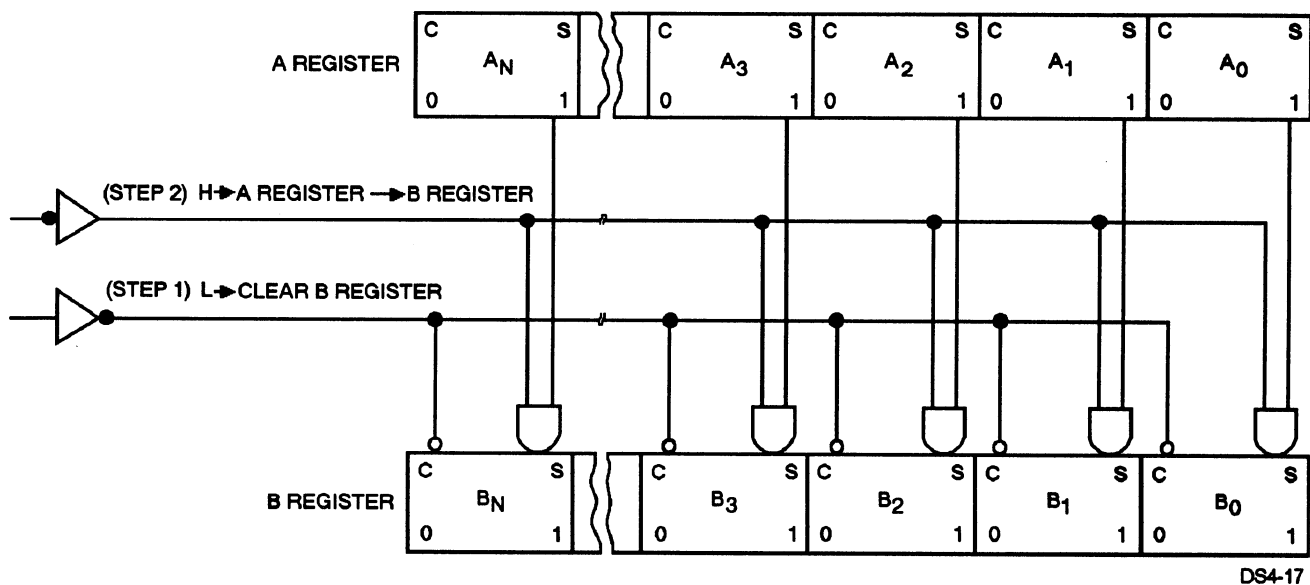 C S C S C S C S C S
A REGISTER A_N A_3 A_2 A_1 A_0
0 1 0 1 0 1 0 1 0 1
(STEP 2) H→A REGISTER →B REGISTER
(STEP 1) L→CLEAR B REGISTER
C S C S C S C S C S
B REGISTER B_N B_3 B_2 B_1 B_0
0 1 0 1 0 1 0 1 0 1
DS4-17